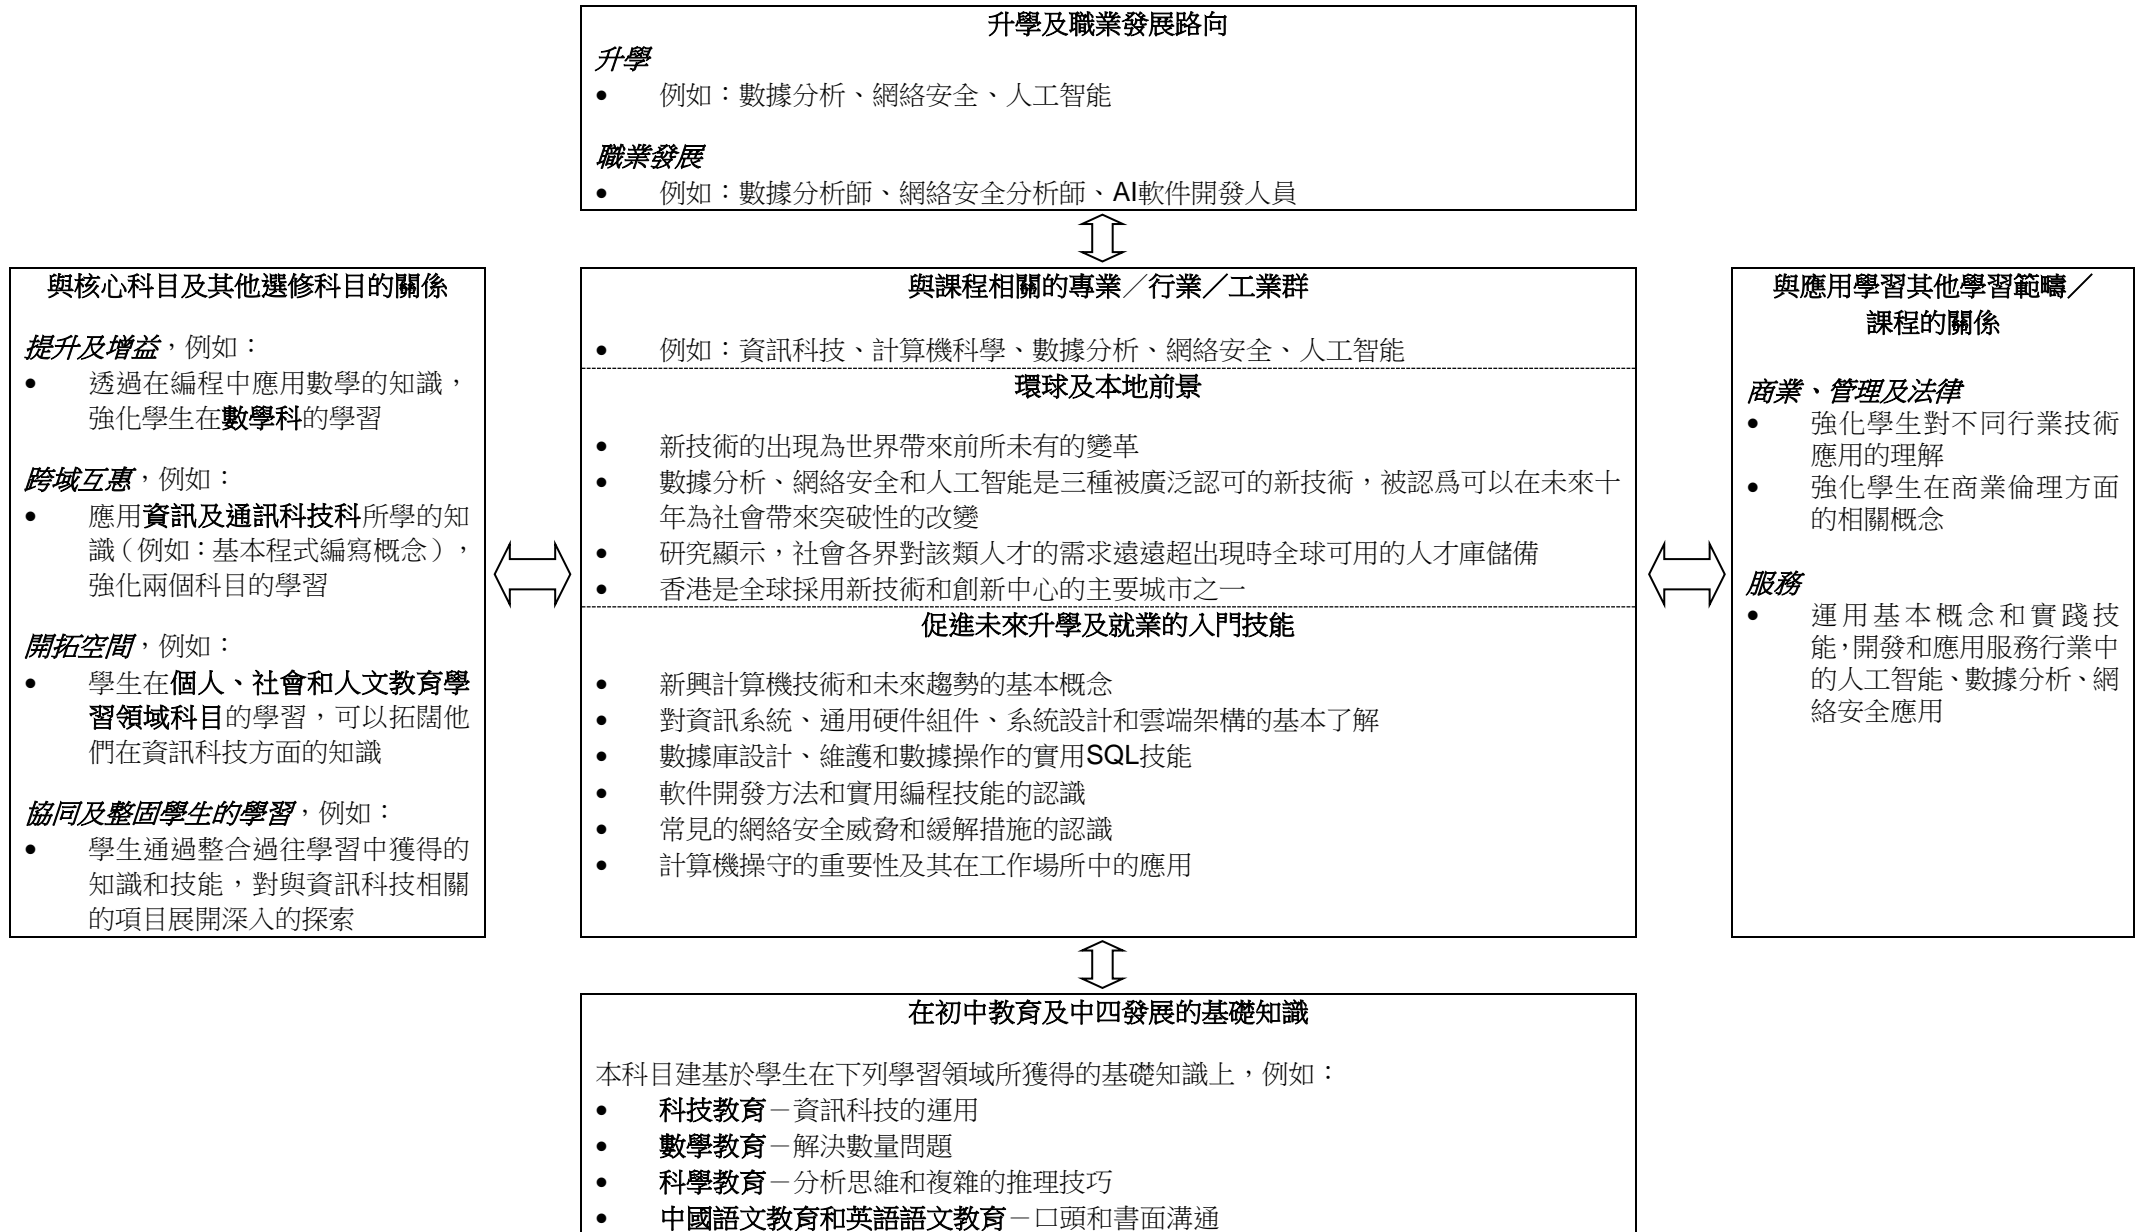 升學及職業發展路向
升學
• 例如：數據分析、網絡安全、人工智能
職業發展
• 例如：數據分析師、網絡安全分析師、AI軟件開發人員
與核心科目及其他選修科目的關係
提升及增益，例如：
• 透過在編程中應用數學的知識，
強化學生在數學科的學習
跨域互惠，例如：
• 應用資訊及通訊科技科所學的知
識（例如：基本程式編寫概念），
強化兩個科目的學習
開拓空間，例如：
• 學生在個人、社會和人文教育學
習領域科目的學習，可以拓闊他
們在資訊科技方面的知識
協同及整固學生的學習，例如：
• 學生通過整合過往學習中獲得的
知識和技能，對與資訊科技相關
的項目展開深入的探索
與課程相關的專業／行業／工業群
• 例如：資訊科技、計算機科學、數據分析、網絡安全、人工智能
環球及本地前景
• 新技術的出現為世界帶來前所未有的變革
• 數據分析、網絡安全和人工智能是三種被廣泛認可的新技術，被認爲可以在未來十
年為社會帶來突破性的改變
• 研究顯示，社會各界對該類人才的需求遠遠超出現時全球可用的人才庫儲備
• 香港是全球採用新技術和創新中心的主要城市之一
促進未來升學及就業的入門技能
• 新興計算機技術和未來趨勢的基本概念
• 對資訊系統、通用硬件組件、系統設計和雲端架構的基本了解
• 數據庫設計、維護和數據操作的實用SQL技能
• 軟件開發方法和實用編程技能的認識
• 常見的網絡安全威脅和緩解措施的認識
• 計算機操守的重要性及其在工作場所中的應用
與應用學習其他學習範疇／
課程的關係
商業、管理及法律
• 強化學生對不同行業技術
應用的理解
• 強化學生在商業倫理方面
的相關概念
服務
• 運用基本概念和實踐技
能，開發和應用服務行業中
的人工智能、數據分析、網
絡安全應用
在初中教育及中四發展的基礎知識
本科目建基於學生在下列學習領域所獲得的基礎知識上，例如：
• 科技教育－資訊科技的運用
• 數學教育－解決數量問題
• 科學教育－分析思維和複雜的推理技巧
• 中國語文教育和英語語文教育－口頭和書面溝通